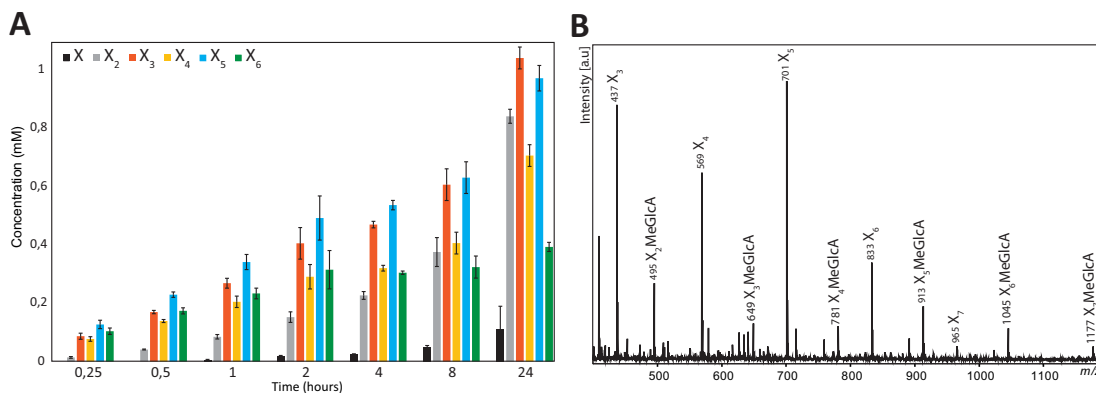 A
X X2 X3 X4 X5 X6
Concentration (mM)
1
0,8
0,6
0,4
0,2
0
0,25 0,5 1 2 4 8 24
Time (hours)
B
Intensity [a.u]
437 X3
495 X2MeGlcA
569 X4
649 X3MeGlcA
701 X5
781 X4MeGlcA
833 X6
913 X5MeGlcA
965 X7
1045 X6MeGlcA
1177 X7MeGlcA
500 600 700 800 900 1000 1100